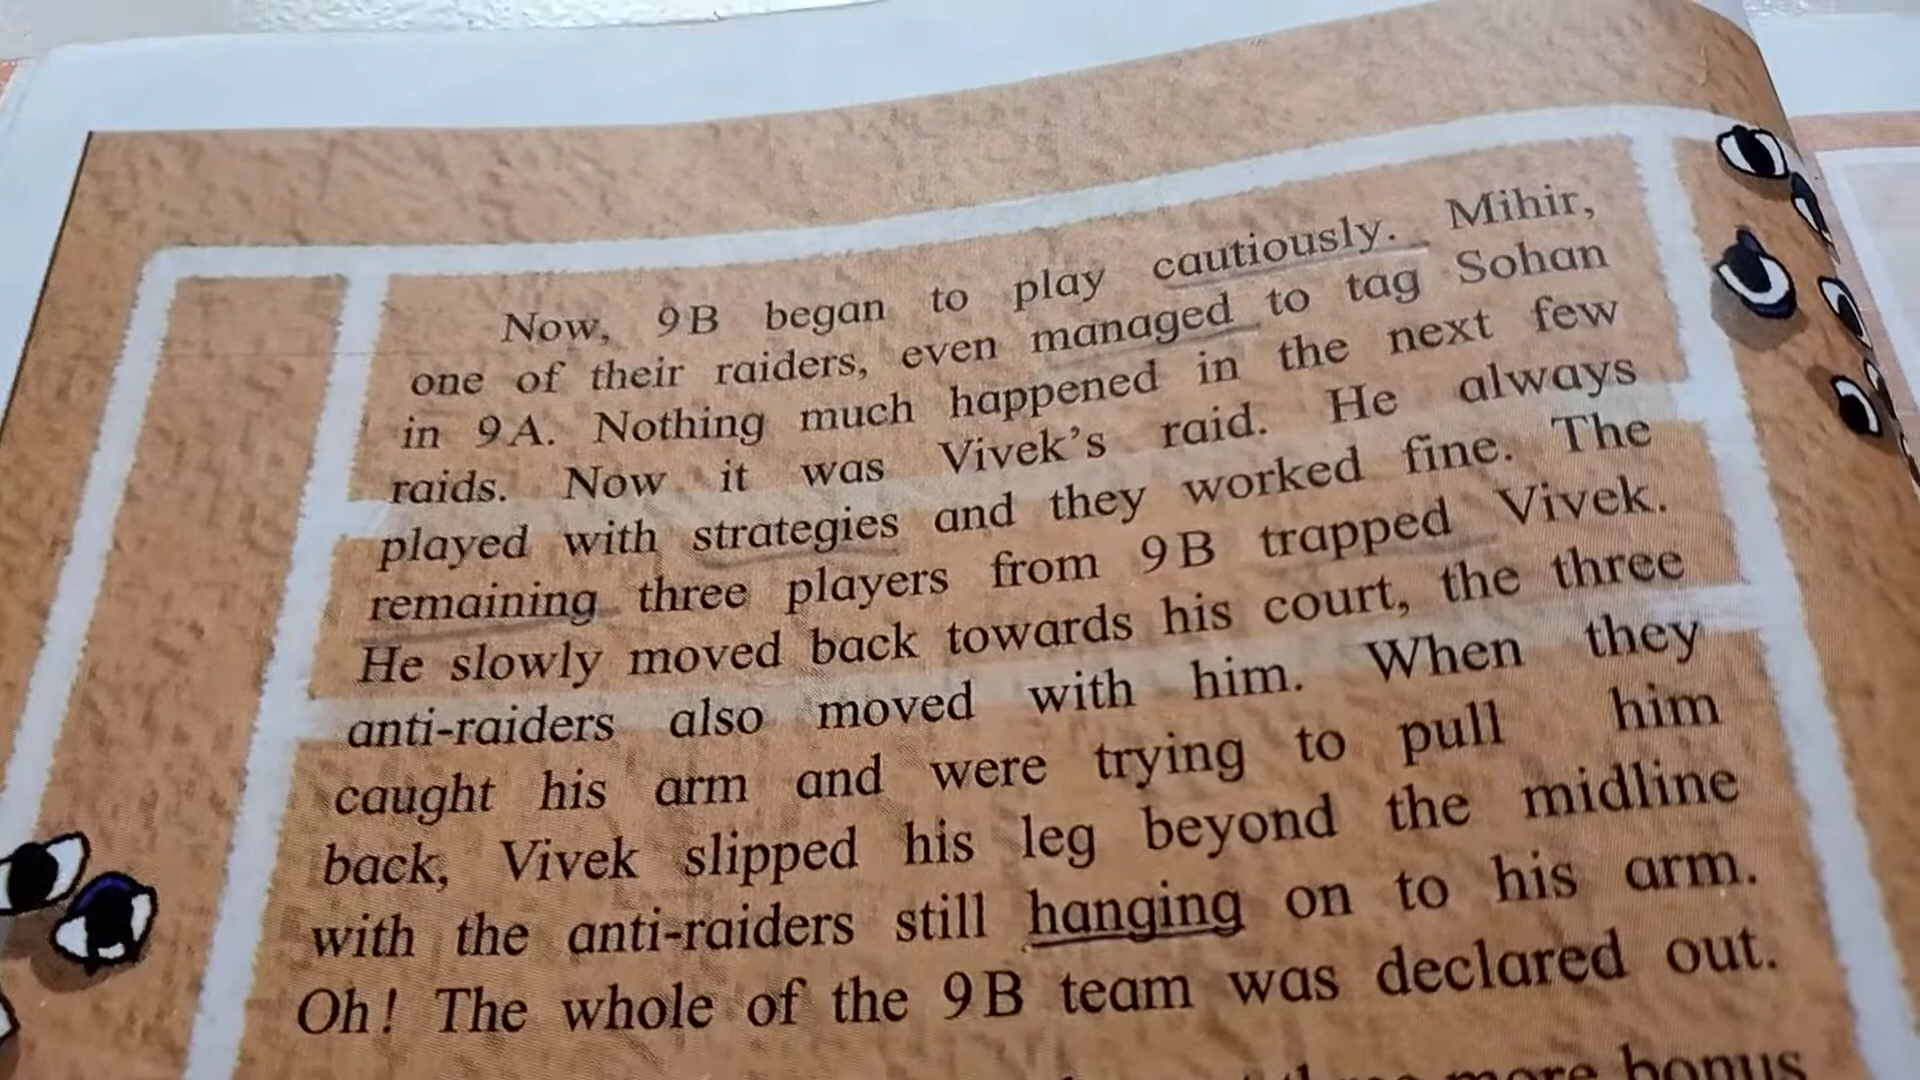 Now, 9B began to play cautiously. Mihir,
one of their raiders, even managed to tag Sohan
in 9A. Nothing much happened in the next few
raids. Now it was Vivek's raid. He always
played with strategies and they worked fine. The
remaining three players from 9B trapped Vivek.
He slowly moved back towards his court, the three
anti-raiders also moved with him. When they
caught his arm and were trying to pull him
back, Vivek slipped his leg beyond the midline
with the anti-raiders still hanging on to his arm.
Oh! The whole of the 9B team was declared out.
more bonus